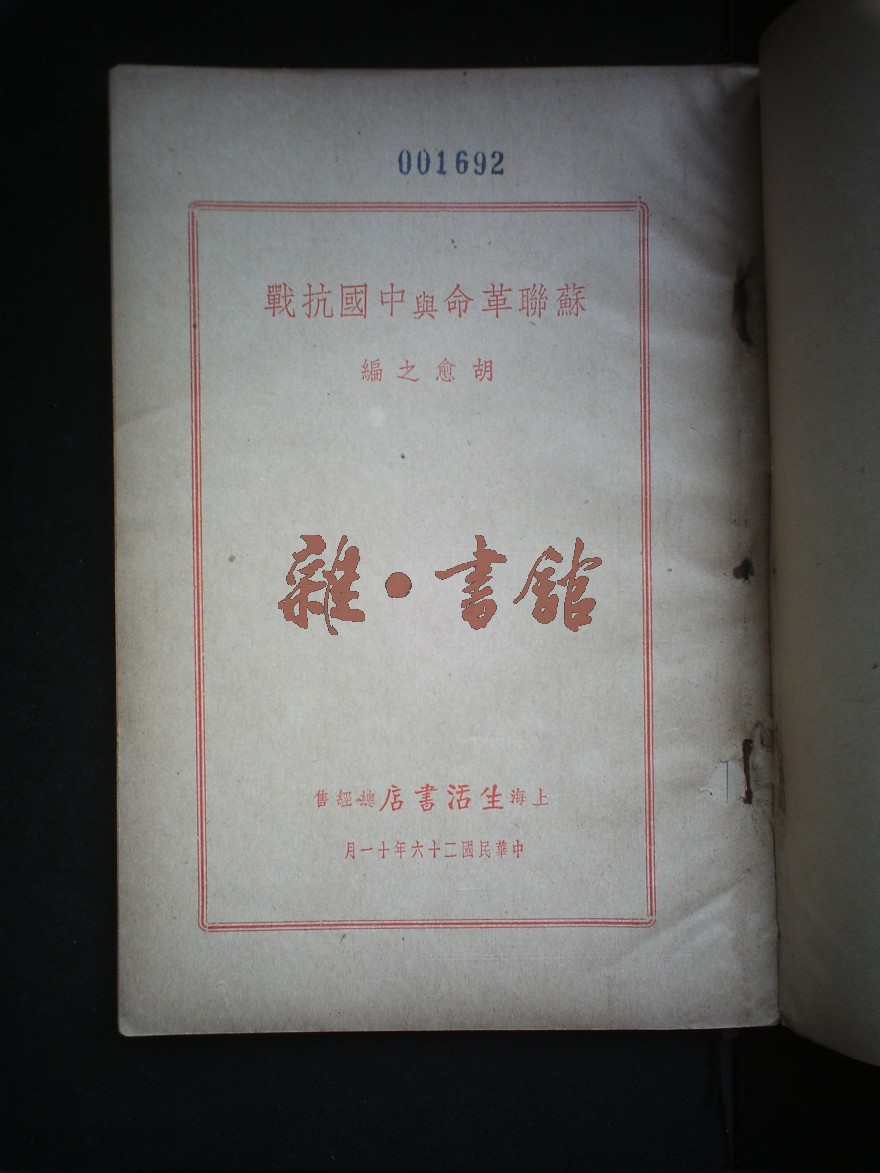 001692
蘇聯革命與中國抗戰
胡愈之編
雜·書館
上海生活書店總經售
中華民國二十六年十一月